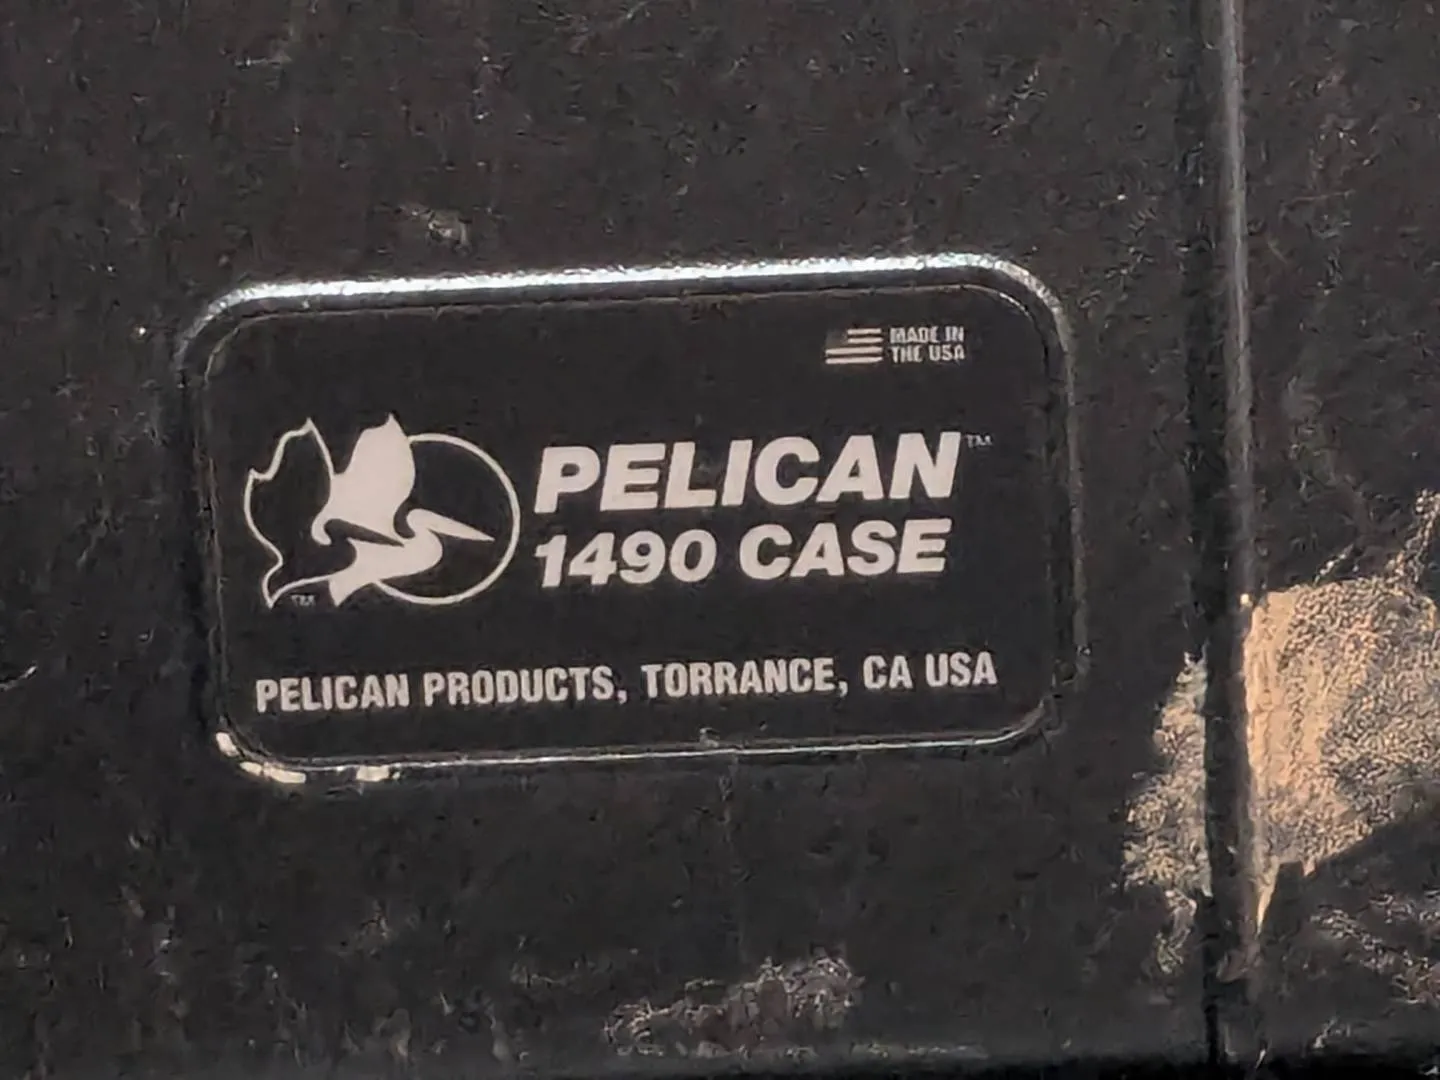 MADE IN
THE USA
PELICAN™
1490 CASE
TM
PELICAN PRODUCTS, TORRANCE, CA USA